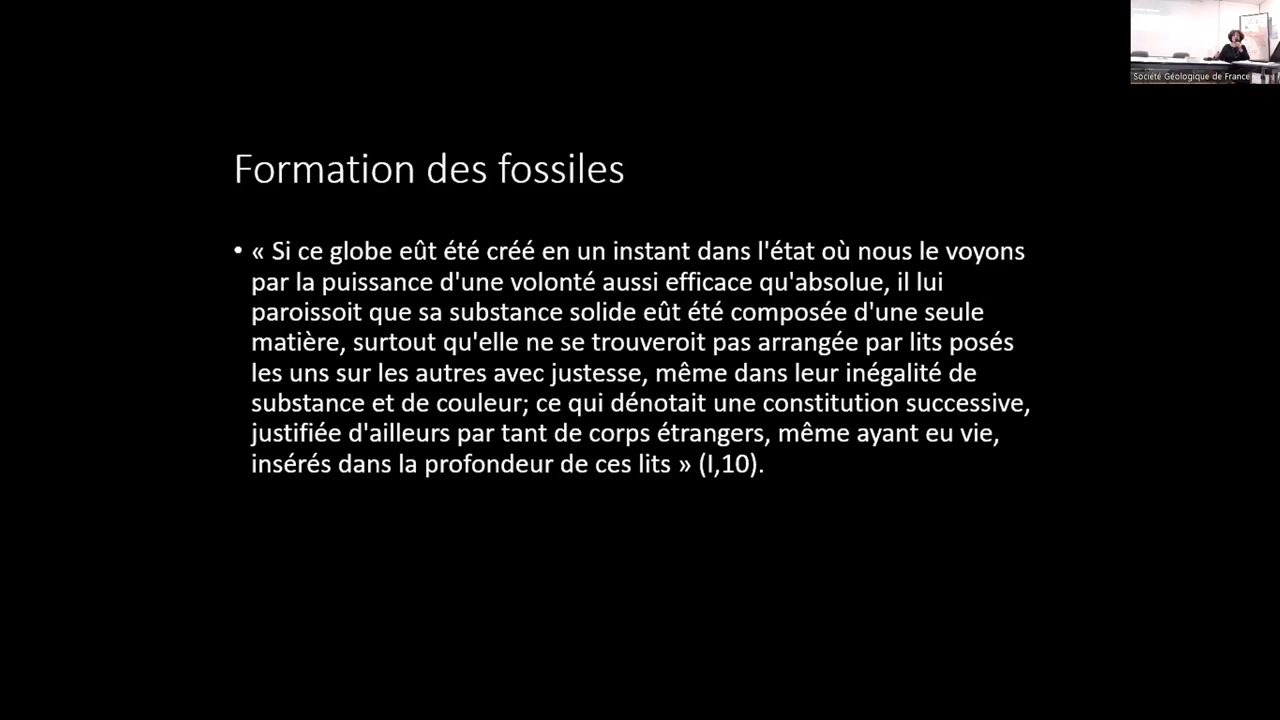 Société Géologique de France
Formation des fossiles
• « Si ce globe eût été créé en un instant dans l'état où nous le voyons
par la puissance d'une volonté aussi efficace qu'absolue, il lui
paroissoit que sa substance solide eût été composée d'une seule
matière, surtout qu'elle ne se trouveroit pas arrangée par lits posés
les uns sur les autres avec justesse, même dans leur inégalité de
substance et de couleur; ce qui dénotait une constitution successive,
justifiée d'ailleurs par tant de corps étrangers, même ayant eu vie,
insérés dans la profondeur de ces lits » (I,10).